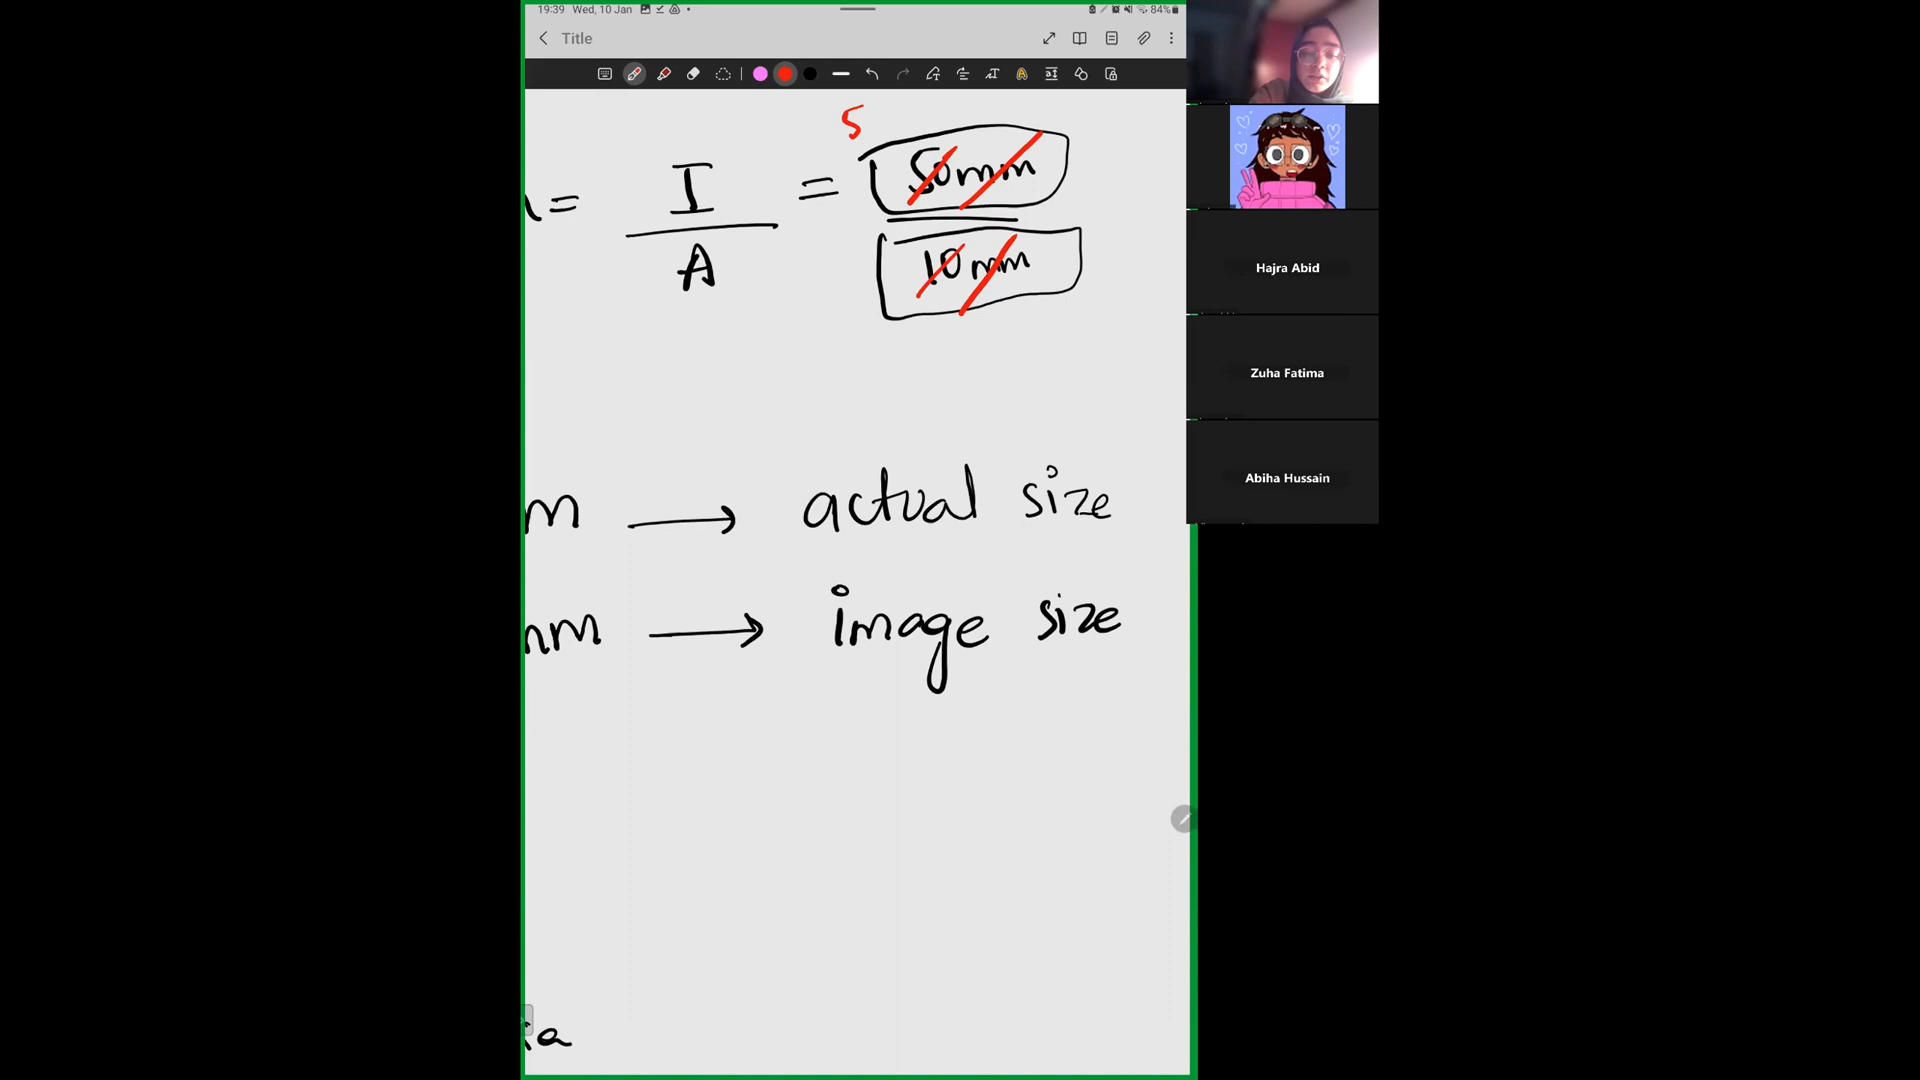 19:39 Wed, 10 Jan
84%
Title
5
= I = 50mm
A 10mm
m → actual size
mm → image size
a
Hajra Abid
Zuha Fatima
Abiha Hussain